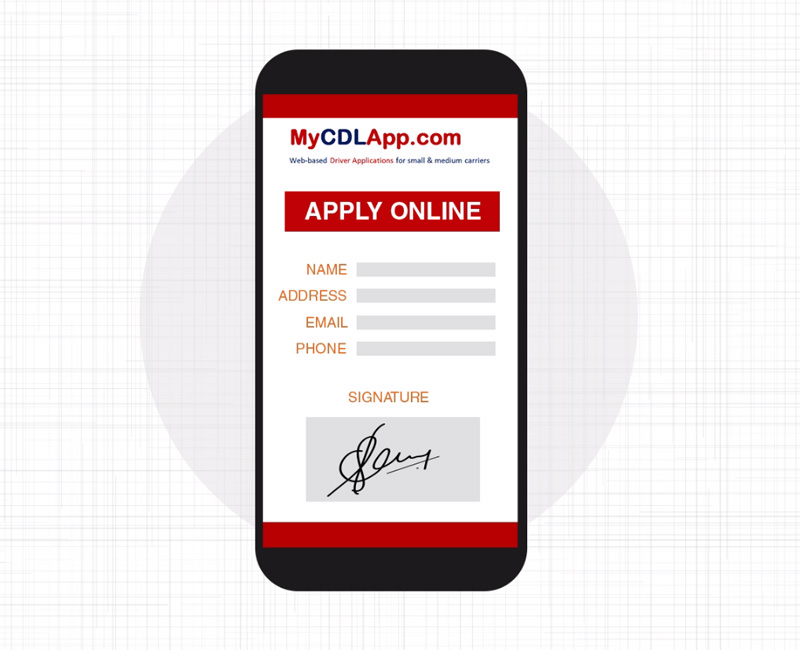 MyCDLApp.com
Web-based Driver Applications for small & medium carriers
APPLY ONLINE
NAME
ADDRESS
EMAIL
PHONE
SIGNATURE